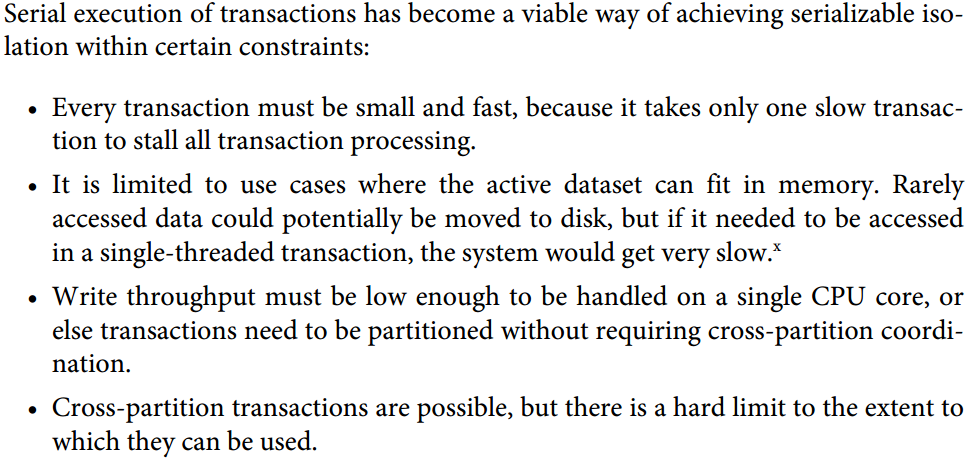 Serial execution of transactions has become a viable way of achieving serializable iso-
lation within certain constraints:
• Every transaction must be small and fast, because it takes only one slow transac-
tion to stall all transaction processing.
• It is limited to use cases where the active dataset can fit in memory. Rarely
accessed data could potentially be moved to disk, but if it needed to be accessed
in a single-threaded transaction, the system would get very slow.ˣ
• Write throughput must be low enough to be handled on a single CPU core, or
else transactions need to be partitioned without requiring cross-partition coordi-
nation.
• Cross-partition transactions are possible, but there is a hard limit to the extent to
which they can be used.